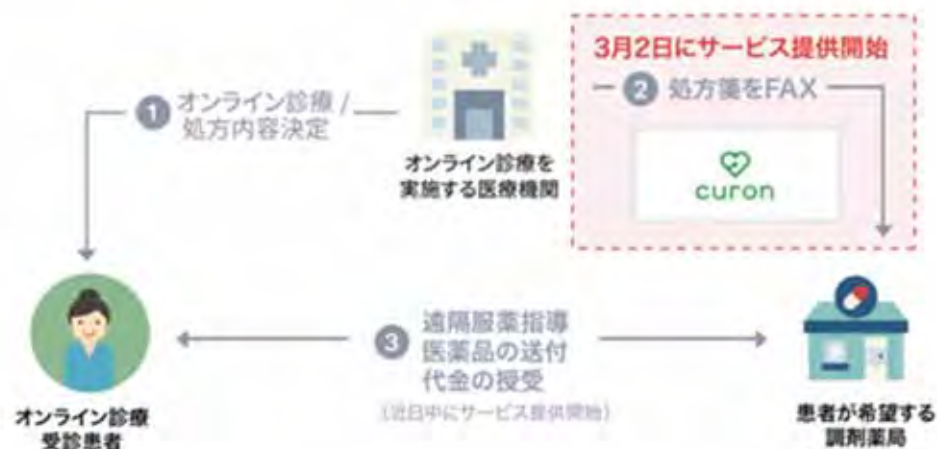 3月2日にサービス提供開始
1 オンライン診療 /
処方内容決定
2 処方箋をFAX
curon
オンライン診療を
実施する医療機関
3 遠隔服薬指導
医薬品の送付
代金の授受
（近日中にサービス提供開始）
オンライン診療
受診患者
患者が希望する
調剤薬局